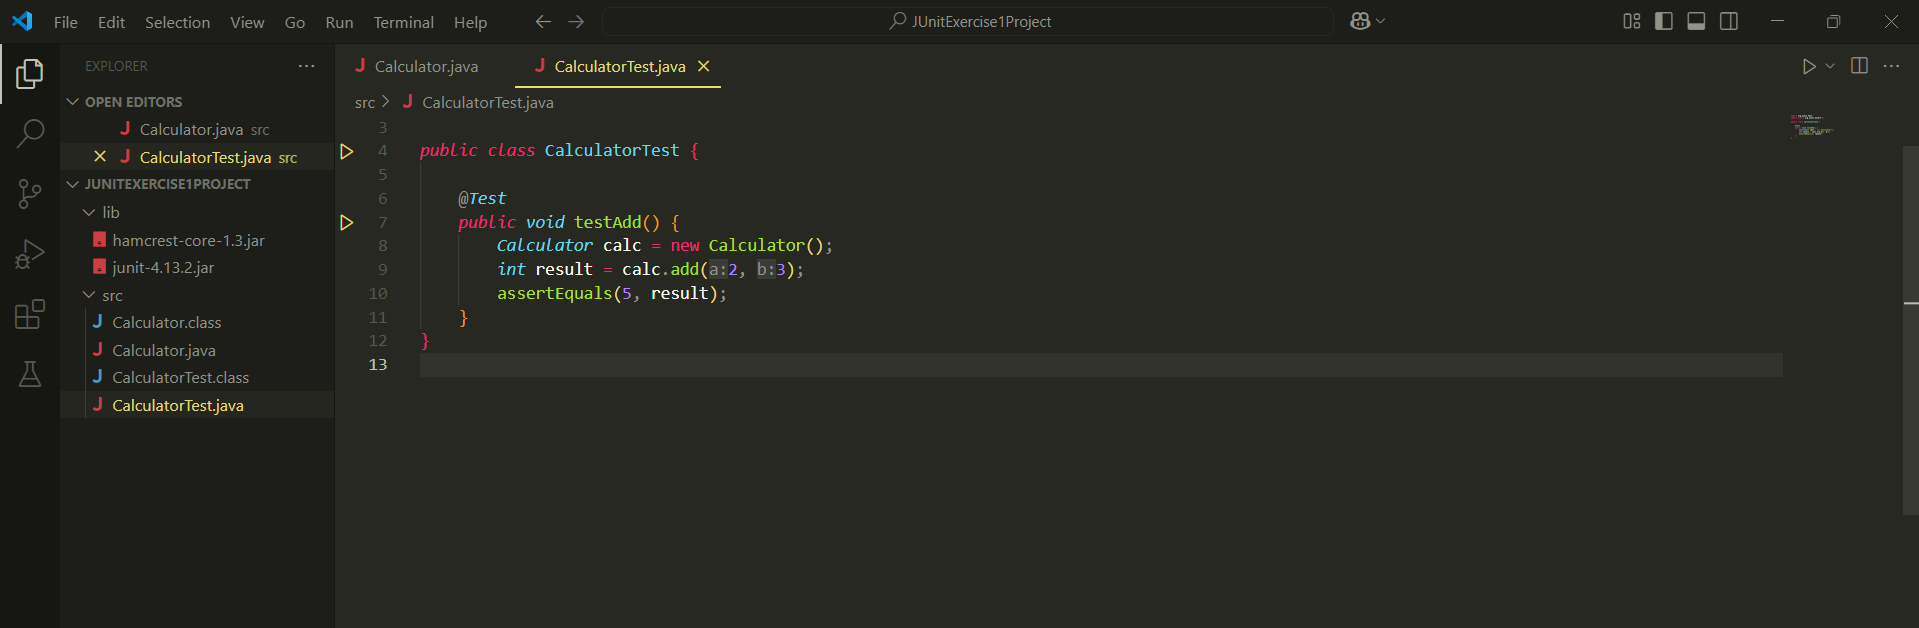 File Edit Selection View Go Run Terminal Help
JUnitExercise1Project
EXPLORER
OPEN EDITORS
Calculator.java src
CalculatorTest.java src
JUNITEXERCISE1PROJECT
lib
hamcrest-core-1.3.jar
junit-4.13.2.jar
src
Calculator.class
Calculator.java
CalculatorTest.class
CalculatorTest.java
Calculator.java CalculatorTest.java
src > CalculatorTest.java
3
4 public class CalculatorTest {
5
6 @Test
7 public void testAdd() {
8 Calculator calc = new Calculator();
9 int result = calc.add(a:2, b:3);
10 assertEquals(5, result);
11 }
12 }
13